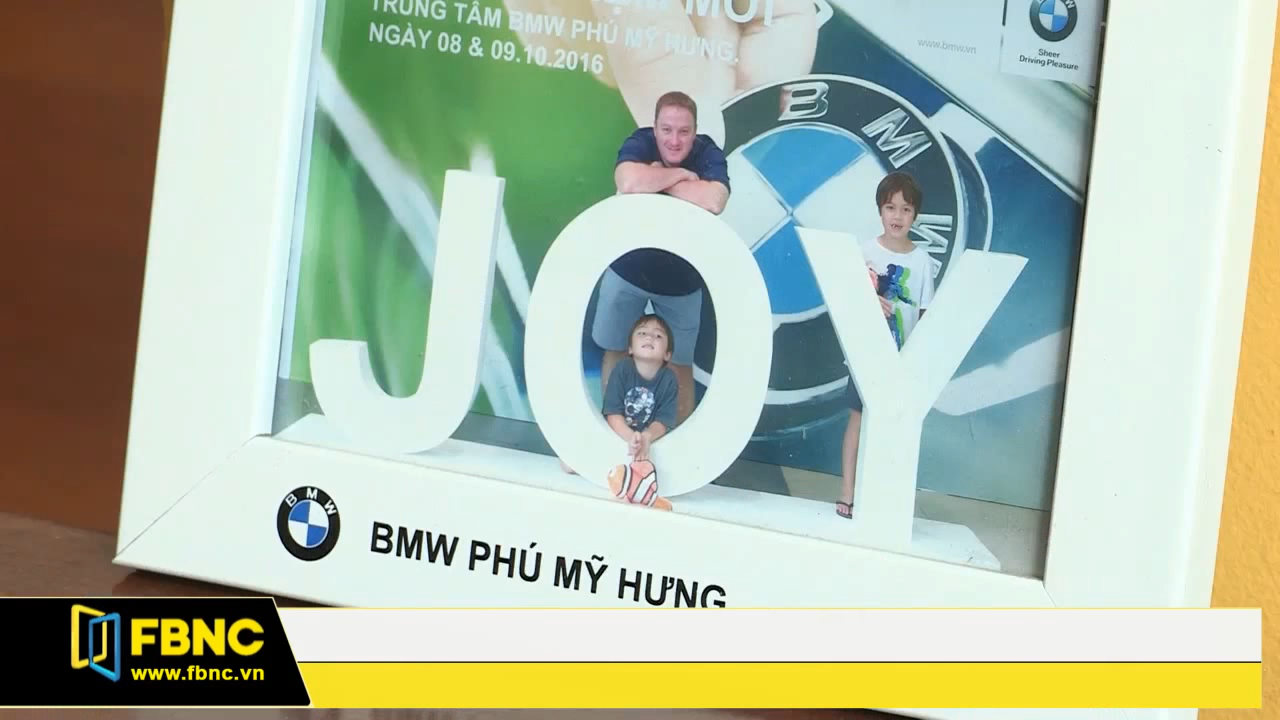 MỚI
TRUNG TÂM BMW PHÚ MỸ HƯNG.
NGÀY 08 & 09.10.2016
www.bmw.vn
Sheer
Driving Pleasure
BMW
JOY
BMW
BMW PHÚ MỸ HƯNG
FBNC
www.fbnc.vn